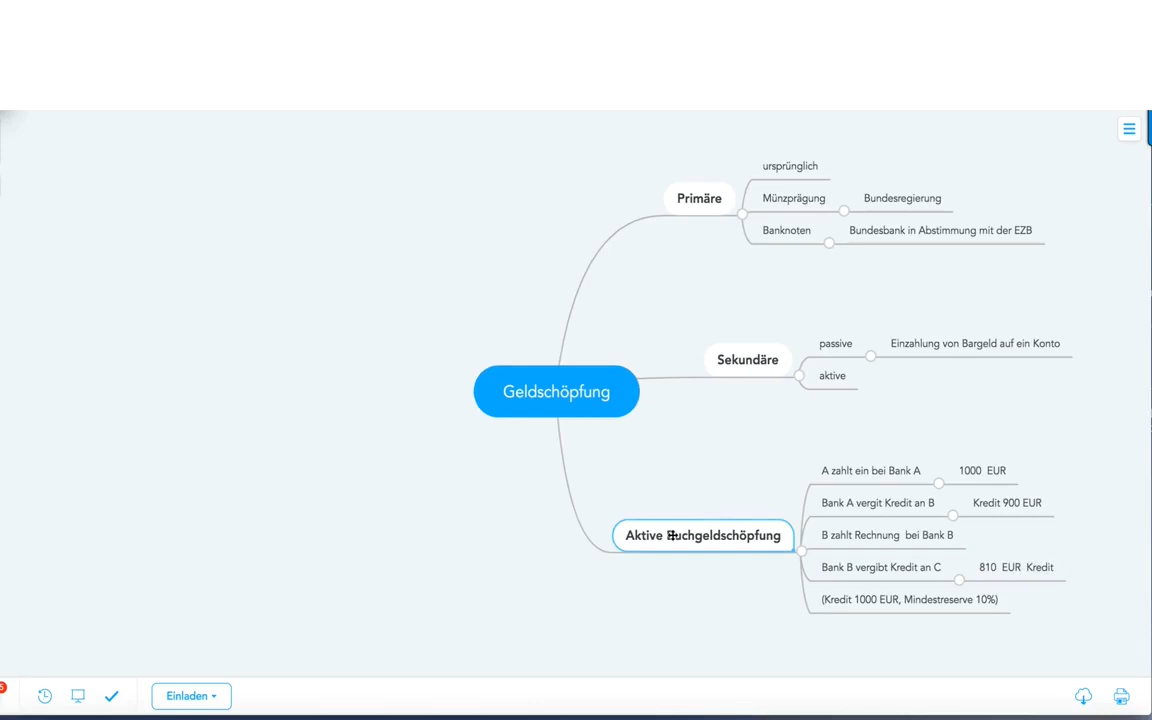 ursprünglich
Primäre
Münzprägung
Bundesregierung
Banknoten
Bundesbank in Abstimmung mit der EZB
Sekundäre
passive
Einzahlung von Bargeld auf ein Konto
aktive
Geldschöpfung
Aktive Buchgeldschöpfung
A zahlt ein bei Bank A
1000 EUR
Bank A vergit Kredit an B
Kredit 900 EUR
B zahlt Rechnung bei Bank B
Bank B vergibt Kredit an C
810 EUR Kredit
(Kredit 1000 EUR, Mindestreserve 10%)
5
Einladen